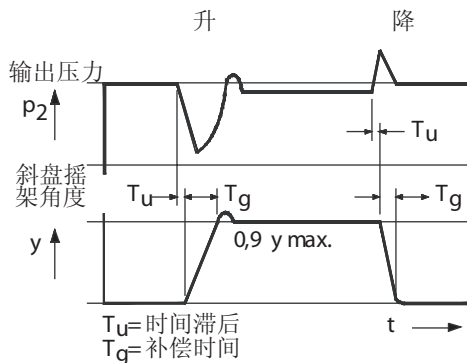 升 降
输出压力
p2
Tu
斜盘摇
架角度
Tu Tg Tg
y
0,9 y max.
Tu=时间滞后
t
Tg=补偿时间